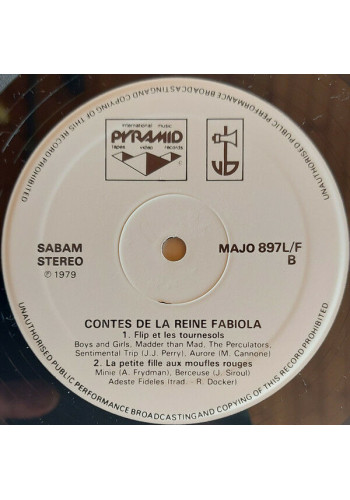 UNAUTHORISED PUBLIC PERFORMANCE BROADCASTING AND COPYING OF THIS RECORD PROHIBITED
UNAUTHORISED PUBLIC PERFORMANCE BROADCASTING AND COPYING OF THIS RECORD PROHIBITED
international music
PYRAMID
tapes video records
vb
SABAM
STEREO
℗ 1979
MAJO 897L/F
B
CONTES DE LA REINE FABIOLA
1. Flip et les tournesols
Boys and Girls, Madder than Mad, The Perculators,
Sentimental Trip (J.J. Perry), Aurore (M. Cannone)
2. La petite fille aux moufles rouges
Minie (A. Frydman), Berceuse (J. Siroul)
Adeste Fideles (trad. - R. Docker)